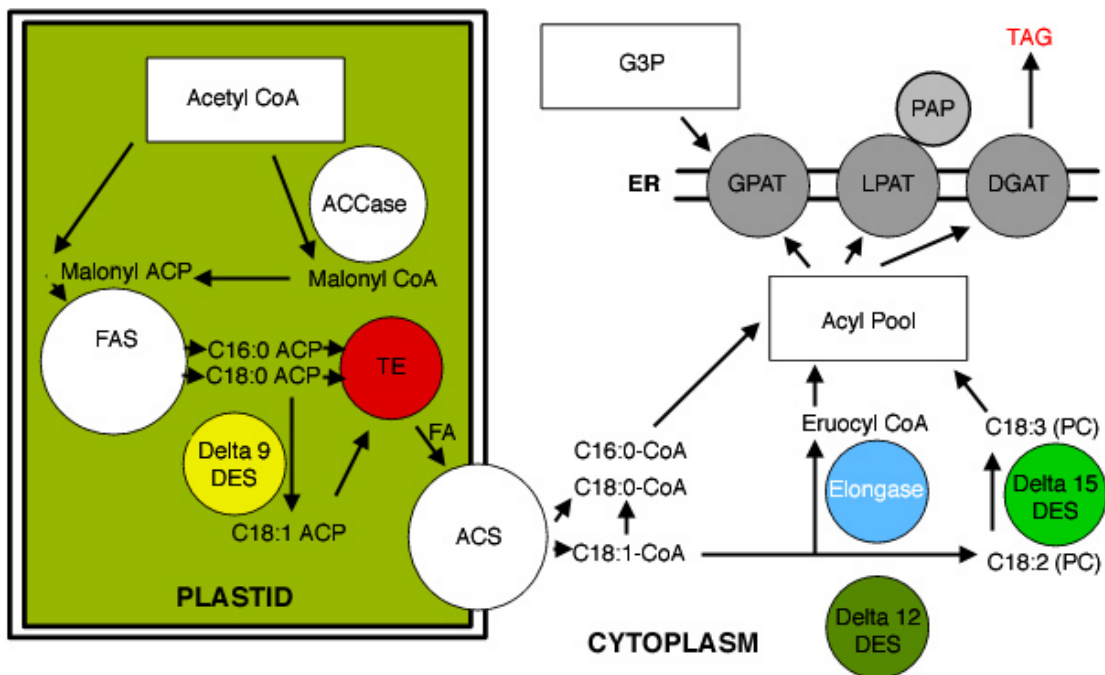 Acetyl CoA
ACCase
Malonyl ACP
Malonyl CoA
FAS
C16:0 ACP
C18:0 ACP
TE
Delta 9
DES
FA
C18:1 ACP
ACS
PLASTID
G3P
TAG
PAP
ER
GPAT
LPAT
DGAT
Acyl Pool
Eruocyl CoA
C18:3 (PC)
C16:0-CoA
C18:0-CoA
Elongase
Delta 15
DES
C18:1-CoA
C18:2 (PC)
Delta 12
DES
CYTOPLASM